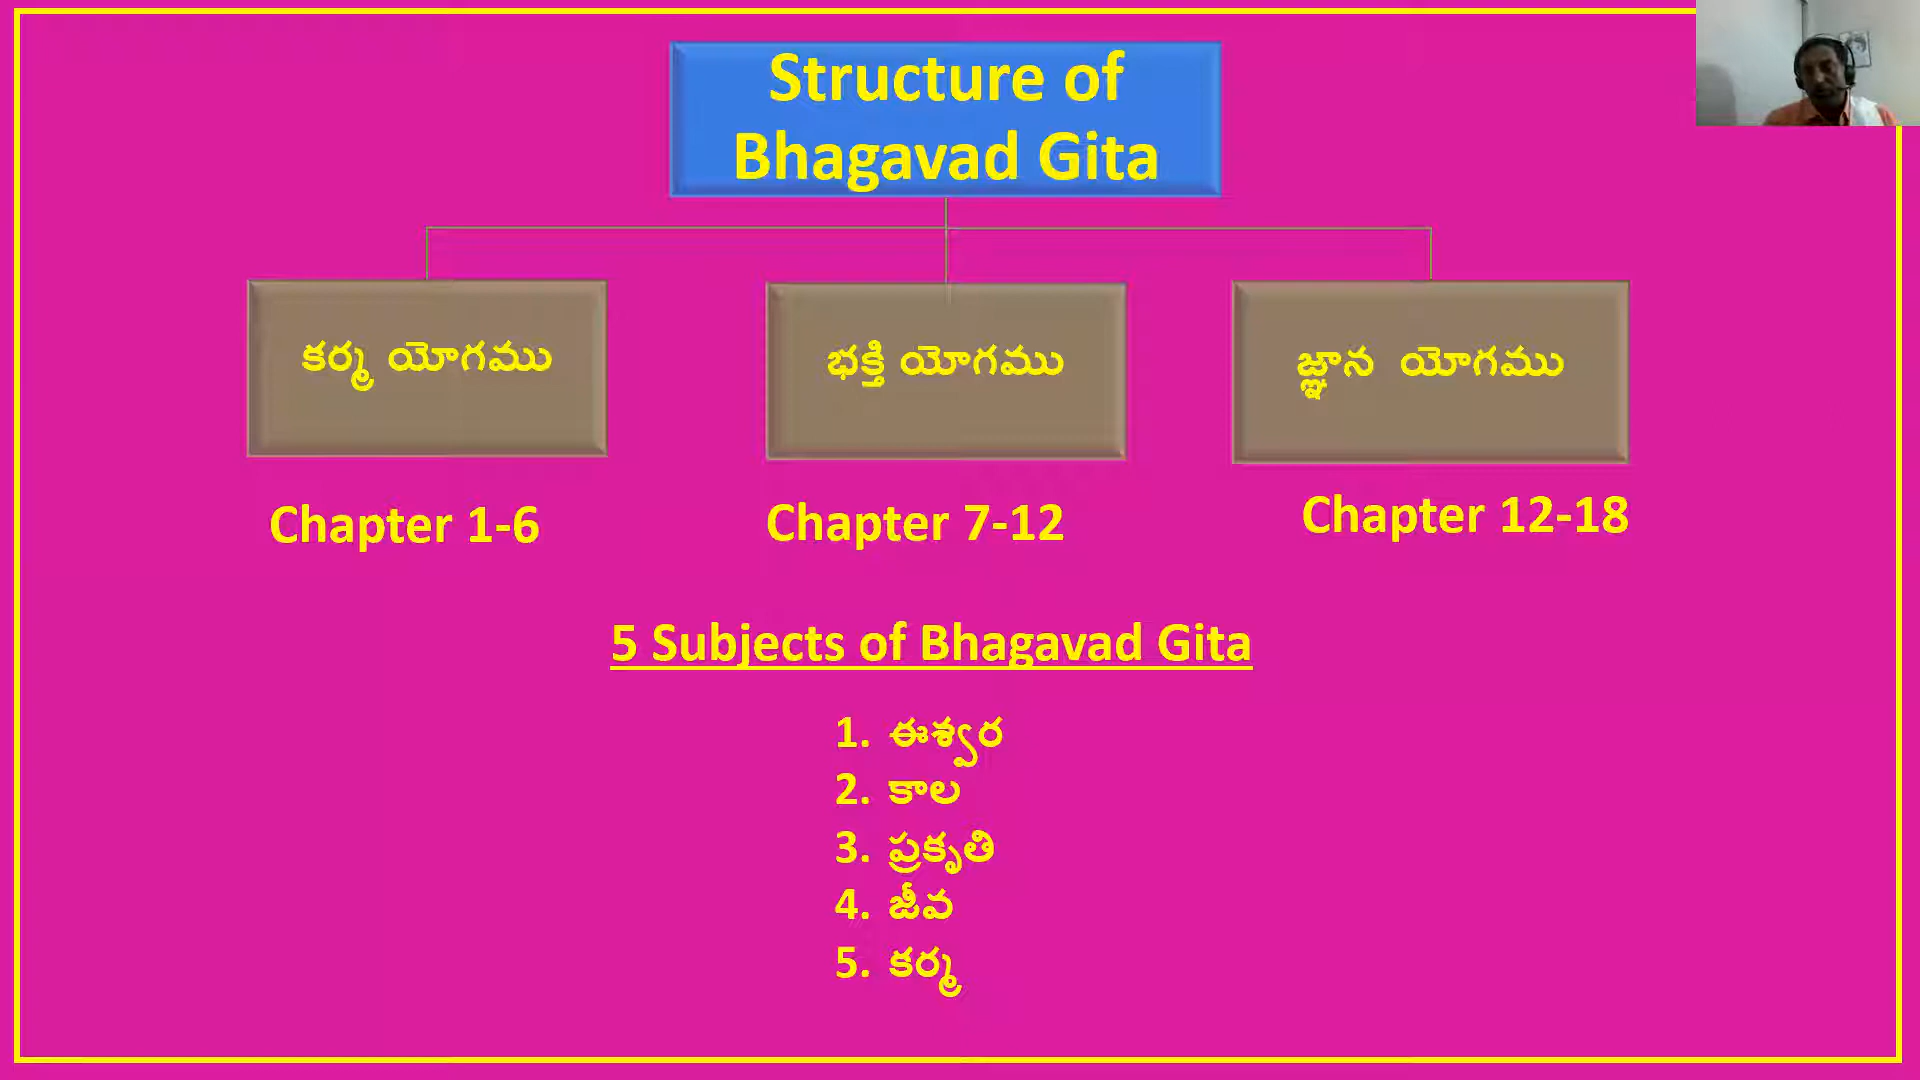 Structure of
Bhagavad Gita
కర్మ యోగము
భక్తి యోగము
జ్ఞాన యోగము
Chapter 1-6
Chapter 7-12
Chapter 12-18
5 Subjects of Bhagavad Gita
1. ఈశ్వర
2. కాల
3. ప్రకృతి
4. జీవ
5. కర్మ